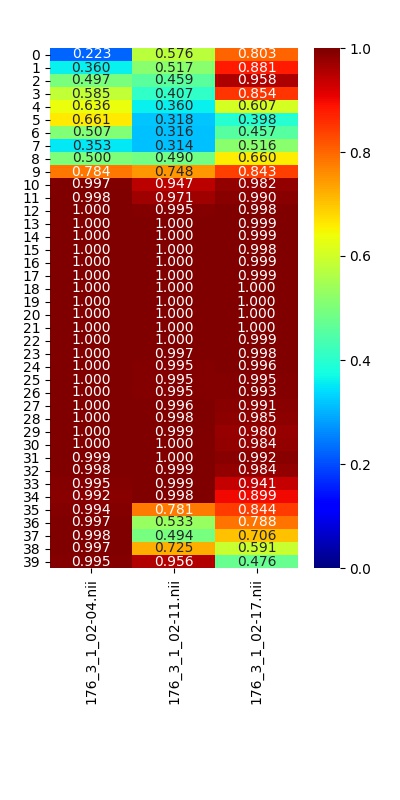 0 0.223 0.576 0.803
1 0.360 0.517 0.881
2 0.497 0.459 0.958
3 0.585 0.407 0.854
4 0.636 0.360 0.607
5 0.661 0.318 0.398
6 0.507 0.316 0.457
7 0.353 0.314 0.516
8 0.500 0.490 0.660
9 0.784 0.748 0.843
10 0.997 0.947 0.982
11 0.998 0.971 0.990
12 1.000 0.995 0.998
13 1.000 1.000 0.999
14 1.000 1.000 0.999
15 1.000 1.000 0.998
16 1.000 1.000 0.999
17 1.000 1.000 0.999
18 1.000 1.000 1.000
19 1.000 1.000 1.000
20 1.000 1.000 1.000
21 1.000 1.000 1.000
22 1.000 1.000 0.999
23 1.000 0.997 0.998
24 1.000 0.995 0.996
25 1.000 0.995 0.995
26 1.000 0.995 0.993
27 1.000 0.996 0.991
28 1.000 0.998 0.985
29 1.000 0.999 0.980
30 1.000 1.000 0.984
31 0.999 1.000 0.992
32 0.998 0.999 0.984
33 0.995 0.999 0.941
34 0.992 0.998 0.899
35 0.994 0.781 0.844
36 0.997 0.533 0.788
37 0.998 0.494 0.706
38 0.997 0.725 0.591
39 0.995 0.956 0.476
176_3_1_02-04.nii
176_3_1_02-11.nii
176_3_1_02-17.nii
1.0
0.8
0.6
0.4
0.2
0.0